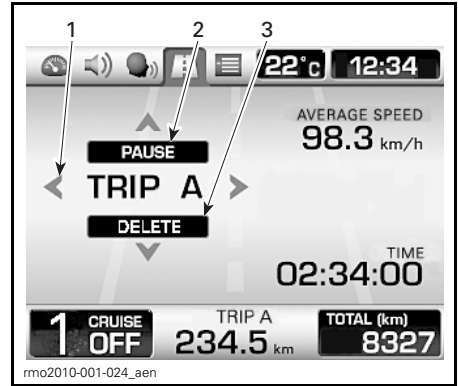 1 2 3
22°c 12:34
AVERAGE SPEED
98.3 km/h
PAUSE
TRIP A
DELETE
TIME
02:34:00
1 CRUISE OFF
TRIP A
234.5 km
TOTAL (km)
8327
rmo2010-001-024_aen